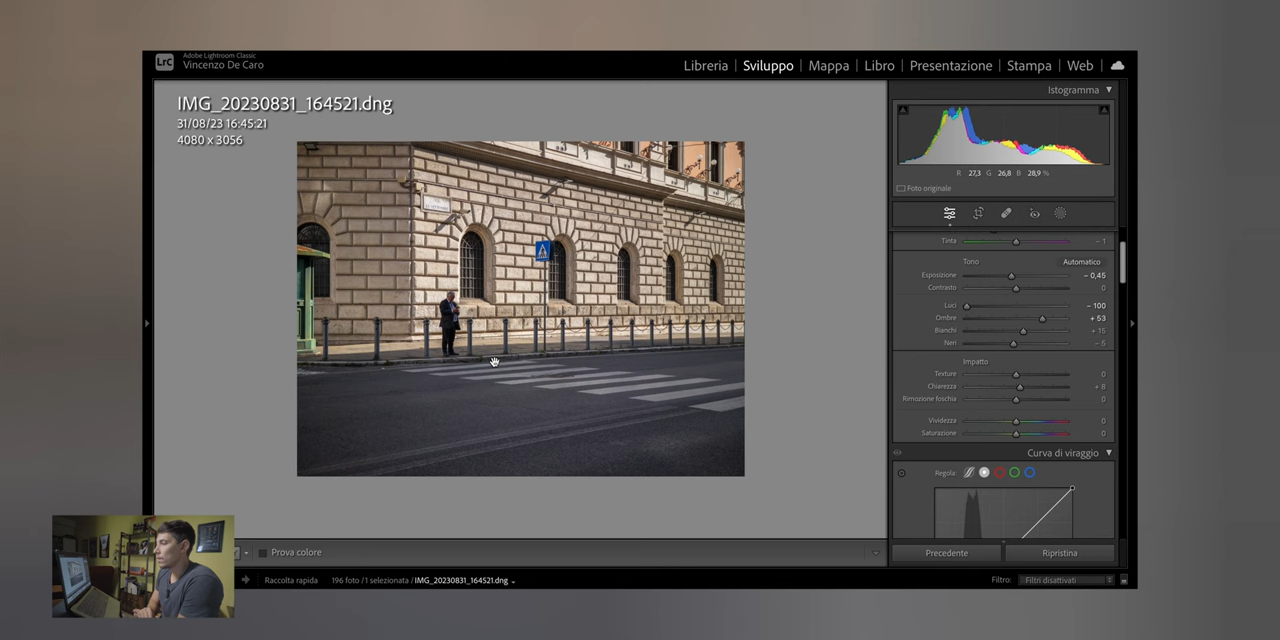 Adobe Lightroom Classic
LrC
Vincenzo De Caro
Libreria | Sviluppo | Mappa | Libro | Presentazione | Stampa | Web
IMG_20230831_164521.dng
31/08/23 16:45:21
4080 x 3056
Istogramma
R 27,3 G 26,8 B 28,9 %
Foto originale
Tinta - 1
Tono Automatico
Esposizione - 0,45
Contrasto 0
Luci - 100
Ombre + 53
Bianchi + 15
Neri - 5
Impatto
Texture 0
Chiarezza + 8
Rimozione foschia 0
Vividezza 0
Saturazione 0
Curva di viraggio
Regola:
Precedente Ripristina
Prova colore
Raccolta rapida 196 foto / 1 selezionata / IMG_20230831_164521.dng
Filtro: Filtri disattivati